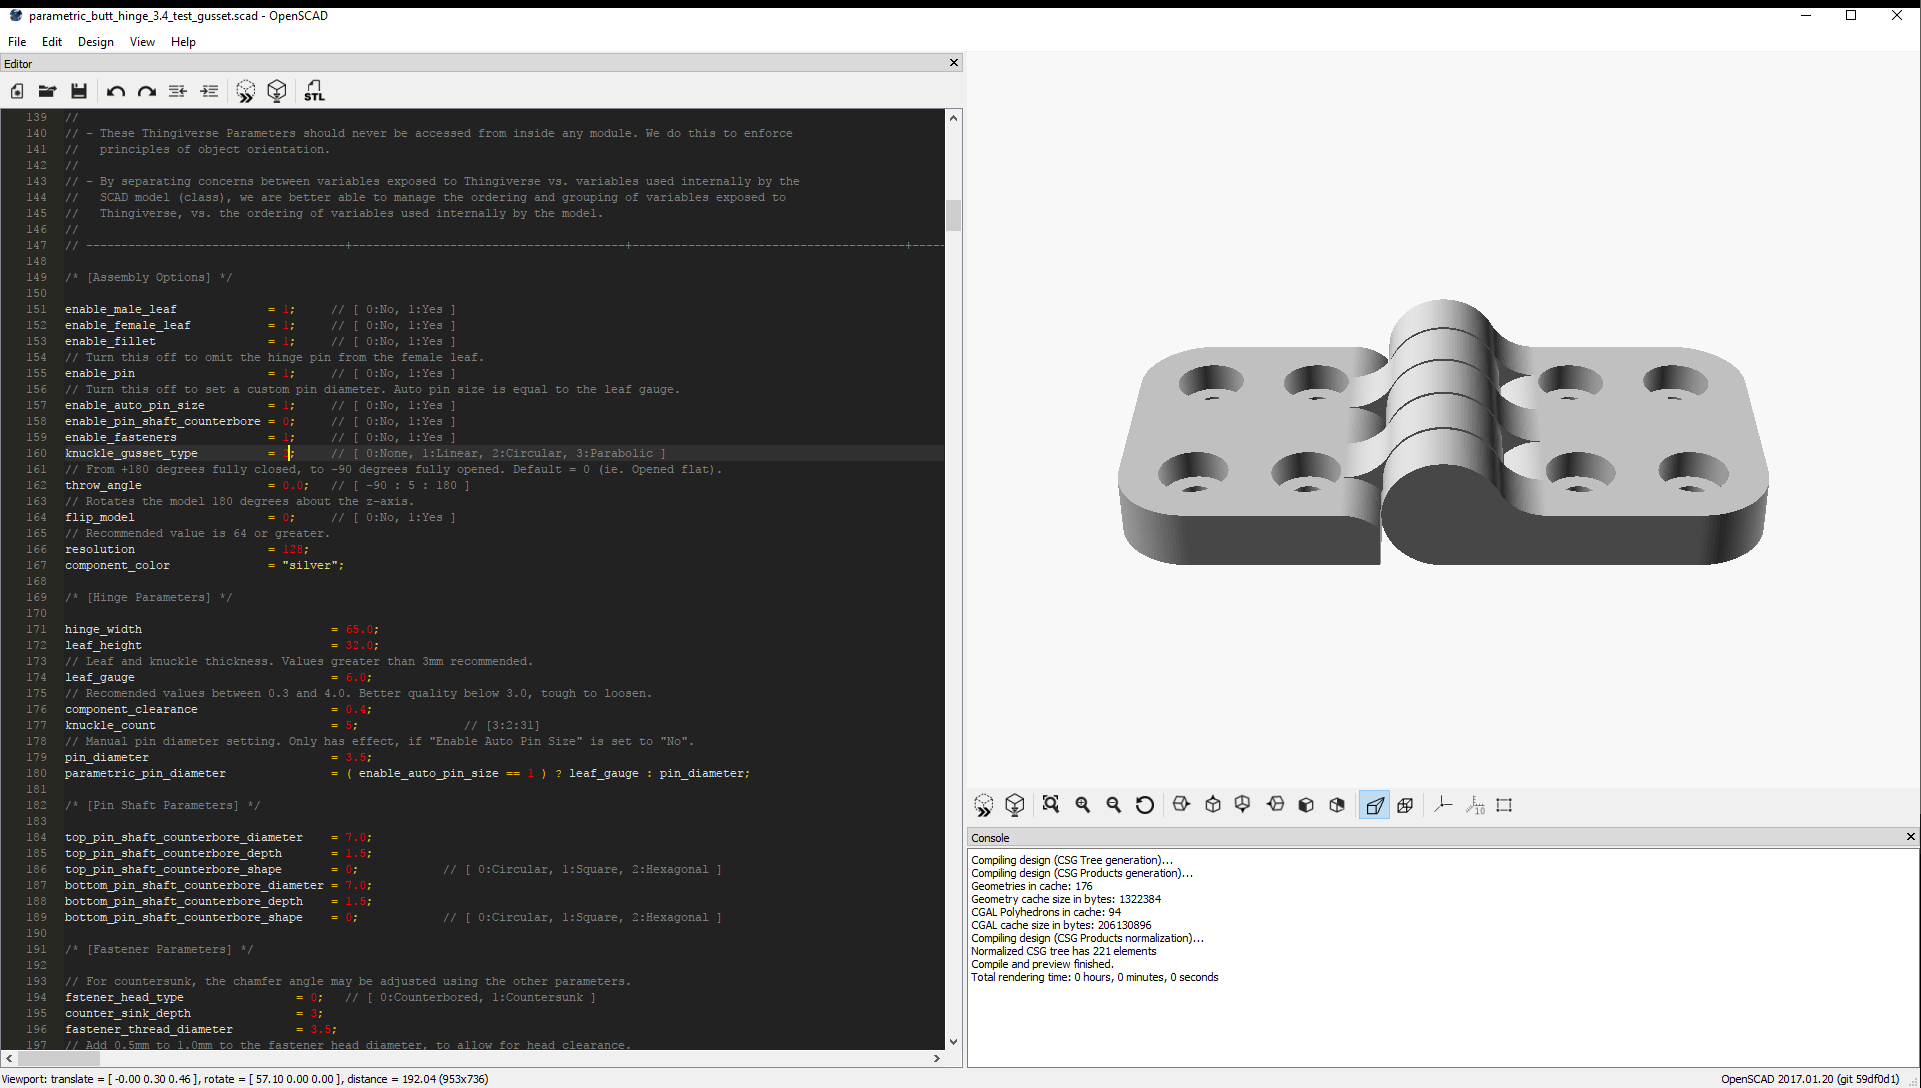 parametric_butt_hinge_3.4_test_gusset.scad - OpenSCAD
File Edit Design View Help
Editor
STL
139 //
140 // - These Thingiverse Parameters should never be accessed from inside any module. We do this to enforce
141 //   principles of object orientation.
142 //
143 // - By separating concerns between variables exposed to Thingiverse vs. variables used internally by the
144 //   SCAD model (class), we are better able to manage the ordering and grouping of variables exposed to
145 //   Thingiverse, vs. the ordering of variables used internally by the model.
146 //
147 // -------------------------------------+---------------------------------------+---------------------------------------+-----
148
149 /* [Assembly Options] */
150
151 enable_male_leaf = 1; // [ 0:No, 1:Yes ]
152 enable_female_leaf = 1; // [ 0:No, 1:Yes ]
153 enable_fillet = 1; // [ 0:No, 1:Yes ]
154 // Turn this off to omit the hinge pin from the female leaf.
155 enable_pin = 1; // [ 0:No, 1:Yes ]
156 // Turn this off to set a custom pin diameter. Auto pin size is equal to the leaf gauge.
157 enable_auto_pin_size = 1; // [ 0:No, 1:Yes ]
158 enable_pin_shaft_counterbore = 0; // [ 0:No, 1:Yes ]
159 enable_fasteners = 1; // [ 0:No, 1:Yes ]
160 knuckle_gusset_type = ; // [ 0:None, 1:Linear, 2:Circular, 3:Parabolic ]
161 // From +180 degrees fully closed, to -90 degrees fully opened. Default = 0 (ie. Opened flat).
162 throw_angle = 0.0; // [ -90 : 5 : 180 ]
163 // Rotates the model 180 degrees about the z-axis.
164 flip_model = 0; // [ 0:No, 1:Yes ]
165 // Recommended value is 64 or greater.
166 resolution = 128;
167 component_color = "silver";
168
169 /* [Hinge Parameters] */
170
171 hinge_width = 65.0;
172 leaf_height = 32.0;
173 // Leaf and knuckle thickness. Values greater than 3mm recommended.
174 leaf_gauge = 6.0;
175 // Recomended values between 0.3 and 4.0. Better quality below 3.0, tough to loosen.
176 component_clearance = 0.4;
177 knuckle_count = 5; // [3:2:31]
178 // Manual pin diameter setting. Only has effect, if "Enable Auto Pin Size" is set to "No".
179 pin_diameter = 3.5;
180 parametric_pin_diameter = ( enable_auto_pin_size == 1 ) ? leaf_gauge : pin_diameter;
181
182 /* [Pin Shaft Parameters] */
183
184 top_pin_shaft_counterbore_diameter = 7.0;
185 top_pin_shaft_counterbore_depth = 1.5;
186 top_pin_shaft_counterbore_shape = 0; // [ 0:Circular, 1:Square, 2:Hexagonal ]
187 bottom_pin_shaft_counterbore_diameter = 7.0;
188 bottom_pin_shaft_counterbore_depth = 1.5;
189 bottom_pin_shaft_counterbore_shape = 0; // [ 0:Circular, 1:Square, 2:Hexagonal ]
190
191 /* [Fastener Parameters] */
192
193 // For countersunk, the chamfer angle may be adjusted using the other parameters.
194 fstener_head_type = 0; // [ 0:Counterbored, 1:Countersunk ]
195 counter_sink_depth = 3;
196 fastener_thread_diameter = 3.5;
197 // Add 0.5mm to 1.0mm to the fastener head diameter, to allow for head clearance.
10
Console
Compiling design (CSG Tree generation)...
Compiling design (CSG Products generation)...
Geometries in cache: 176
Geometry cache size in bytes: 1322384
CGAL Polyhedrons in cache: 94
CGAL cache size in bytes: 206130896
Compiling design (CSG Products normalization)...
Normalized CSG tree has 221 elements
Compile and preview finished.
Total rendering time: 0 hours, 0 minutes, 0 seconds
Viewport: translate = [ -0.00 0.30 0.46 ], rotate = [ 57.10 0.00 0.00 ], distance = 192.04 (953x736)
OpenSCAD 2017.01.20 (git 59df0d1)